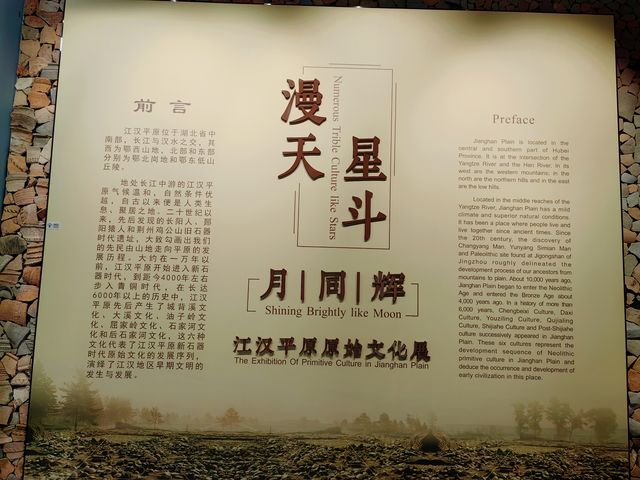 前言
江汉平原位于湖北省中
南部，长江与汉水之交，其
西为鄂西山地、北部和东部
分别为鄂北岗地和鄂东低山
丘陵。
地处长江中游的江汉平
原气候温和，自然条件优
越，自古以来便是人类生
息、聚居之地。二十世纪以
来，先后发现的长阳人、郧
阳猿人和荆州鸡公山旧石器
时代遗址，大致勾画出我们
的先民由山地走向平原的发
展历程。大约在一万年以
前，江汉平原开始进入新石
器时代，到距今4000年左右
步入青铜时代，在长达
6000年以上的历史中，江汉
平原先后产生了城背溪文
化、大溪文化、油子岭文
化、屈家岭文化、石家河文
化和后石家河文化，这六种
文化代表了江汉平原新石器
时代原始文化的发展序列，
演绎了江汉地区早期文明的
发生与发展。
漫天
星斗
Numerous Trible Culture like Stars
月|同|辉
Shining Brightly like Moon
江汉平原原始文化展
The Exhibition Of Primitive Culture in Jianghan Plain
Preface
Jianghan Plain is located in the
central and southern part of Hubei
Province. It is at the intersection of the
Yangtze River and the Han River. In its
west are the western mountains; in the
north are the northern hills and in the east
are the low hills.
Located in the middle reaches of the
Yangtze River, Jianghan Plain has a mild
climate and superior natural conditions.
It has been a place where people live and
live together since ancient times. Since
the 20th century, the discovery of
Changyang Man, Yunyang Simian Man
and Paleolithic site found at Jigongshan of
Jingzhou roughly delineated the
development process of our ancestors from
mountains to plain. About 10,000 years ago,
Jianghan Plain began to enter the Neolithic
Age and entered the Bronze Age about
4,000 years ago. In a history of more than
6,000 years, Chengbeixi Culture, Daxi
Culture, Youziling Culture, Qujialing
Culture, Shijiahe Culture and Post-Shijiahe
Culture successively appeared in Jianghan
Plain. These six cultures represent the
development sequence of Neolithic
primitive culture in Jianghan Plain and
deduce the occurrence and development of
early civilization in this place.